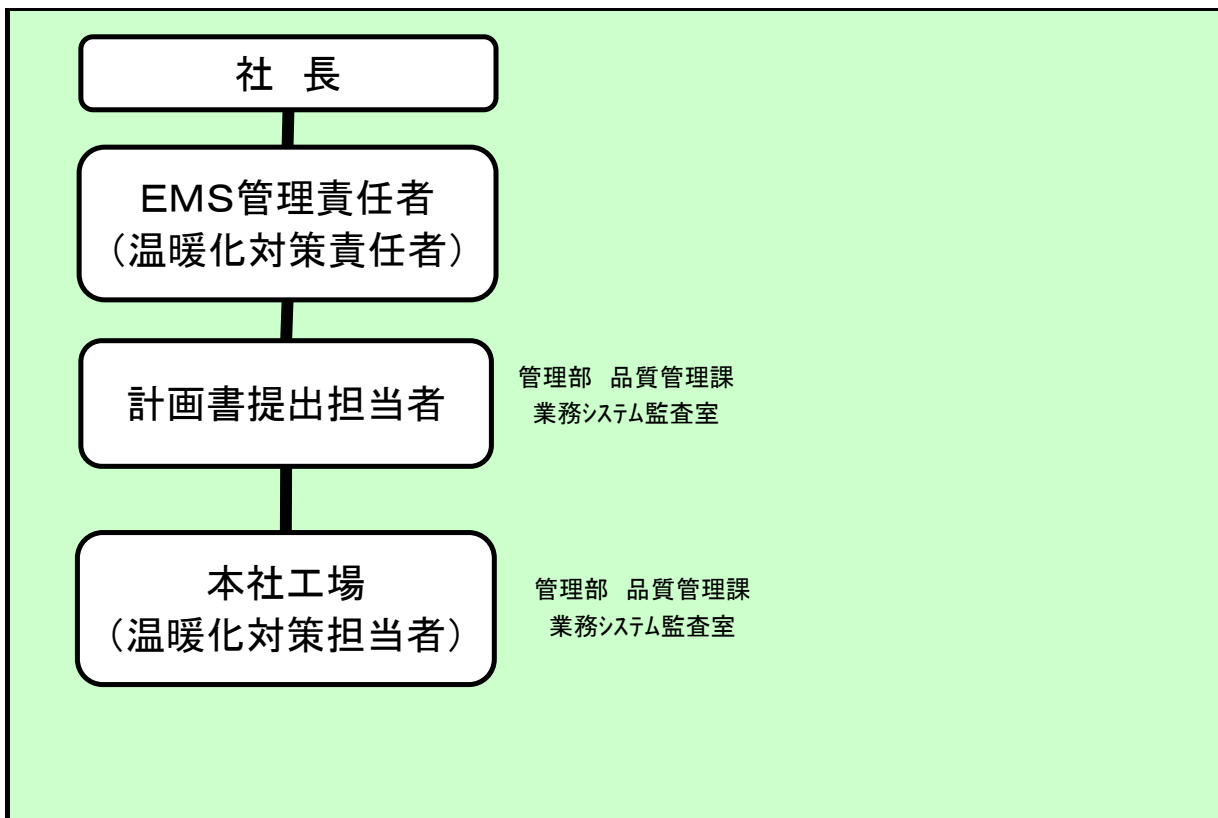 社　長
ＥＭＳ管理責任者
（温暖化対策責任者）
計画書提出担当者
管理部　品質管理課
業務ｼｽﾃﾑ監査室
本社工場
（温暖化対策担当者）
管理部　品質管理課
業務ｼｽﾃﾑ監査室